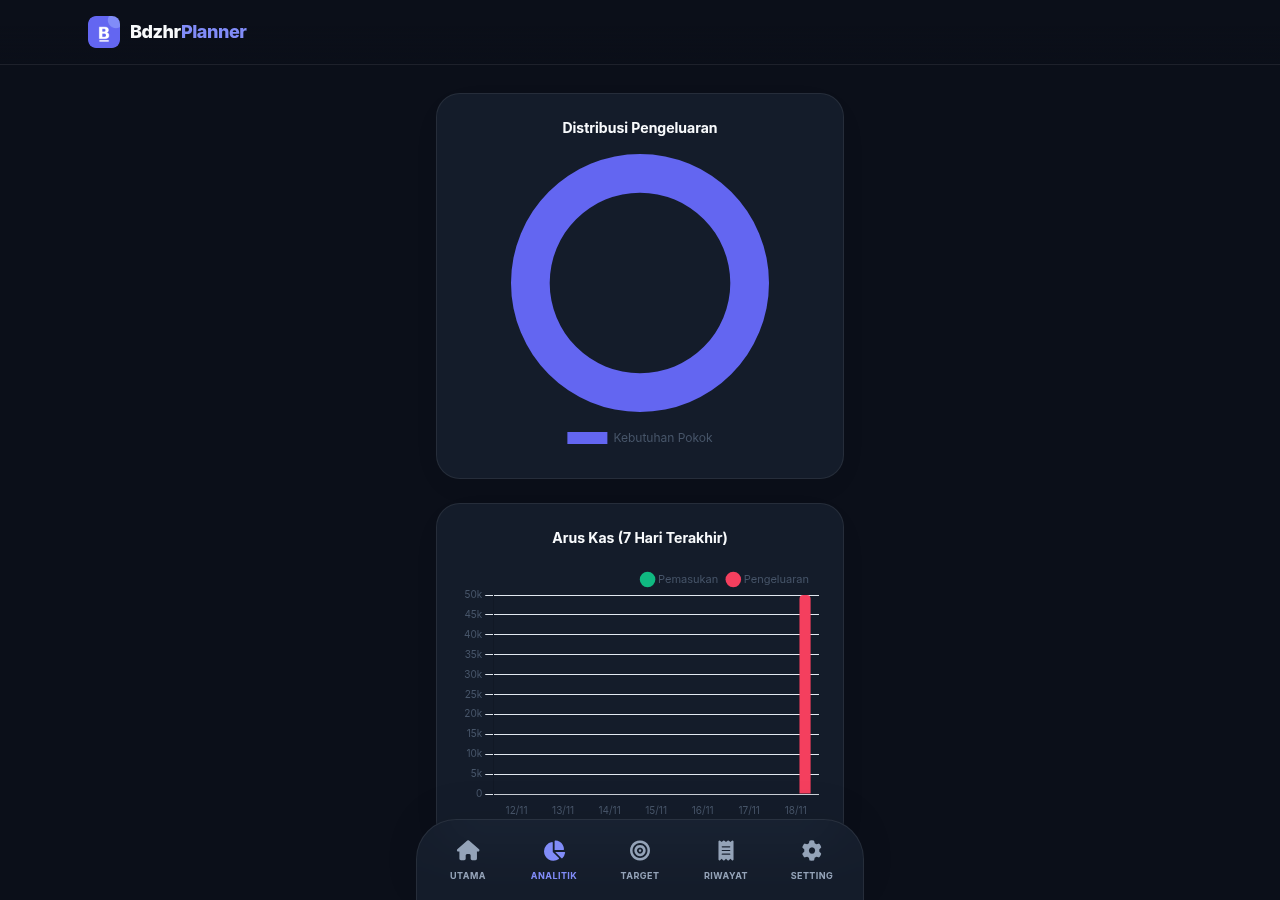 B BdzhrPlanner
Distribusi Pengeluaran
Kebutuhan Pokok
Arus Kas (7 Hari Terakhir)
Pemasukan Pengeluaran
50k
45k
40k
35k
30k
25k
20k
15k
10k
5k
0
12/11 13/11 14/11 15/11 16/11 17/11 18/11
UTAMA ANALITIK TARGET RIWAYAT SETTING